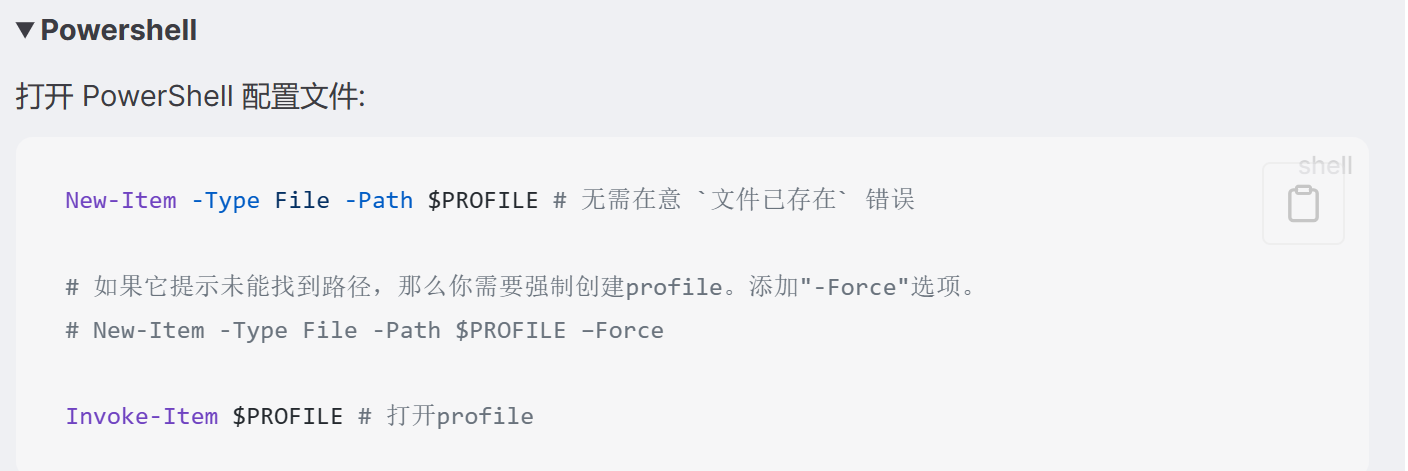 Powershell
打开 PowerShell 配置文件:
shell
New-Item -Type File -Path $PROFILE # 无需在意 `文件已存在` 错误
# 如果它提示未能找到路径，那么你需要强制创建profile。添加"-Force"选项。
# New-Item -Type File -Path $PROFILE –Force
Invoke-Item $PROFILE # 打开profile